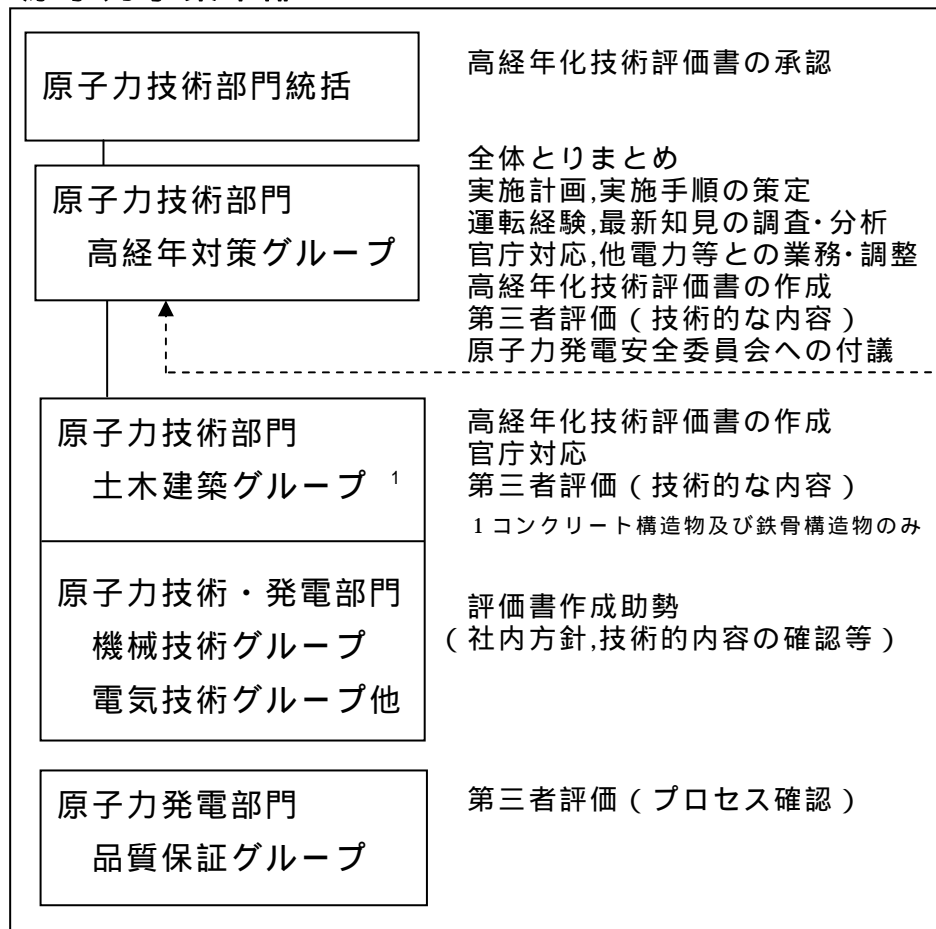 原子力技術部門統括
高経年化技術評価書の承認
原子力技術部門
高経年対策グループ
全体とりまとめ
実施計画,実施手順の策定
運転経験,最新知見の調査・分析
官庁対応,他電力等との業務・調整
高経年化技術評価書の作成
第三者評価(技術的な内容)
原子力発電安全委員会への付議
原子力技術部門
土木建築グループ 1
高経年化技術評価書の作成
官庁対応
第三者評価(技術的な内容)
1 コンクリート構造物及び鉄骨構造物のみ
原子力技術・発電部門
機械技術グループ
電気技術グループ他
評価書作成助勢
(社内方針,技術的内容の確認等)
原子力発電部門
品質保証グループ
第三者評価(プロセス確認)